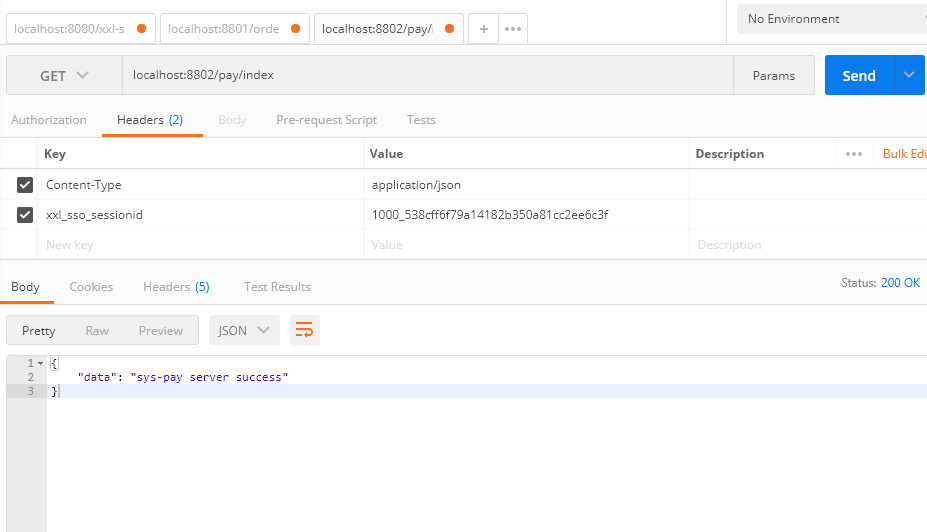 localhost:8080/xxl-s
localhost:8801/orde
localhost:8802/pay/
No Environment
GET
localhost:8802/pay/index
Params
Send
Authorization
Headers (2)
Body
Pre-request Script
Tests
Key
Value
Description
Bulk Edi
Content-Type
application/json
xxl_sso_sessionid
1000_538cff6f79a14182b350a81cc2ee6c3f
New key
Value
Description
Body
Cookies
Headers (5)
Test Results
Status: 200 OK
Pretty
Raw
Preview
JSON
1 {
2 "data": "sys-pay server success"
3 }